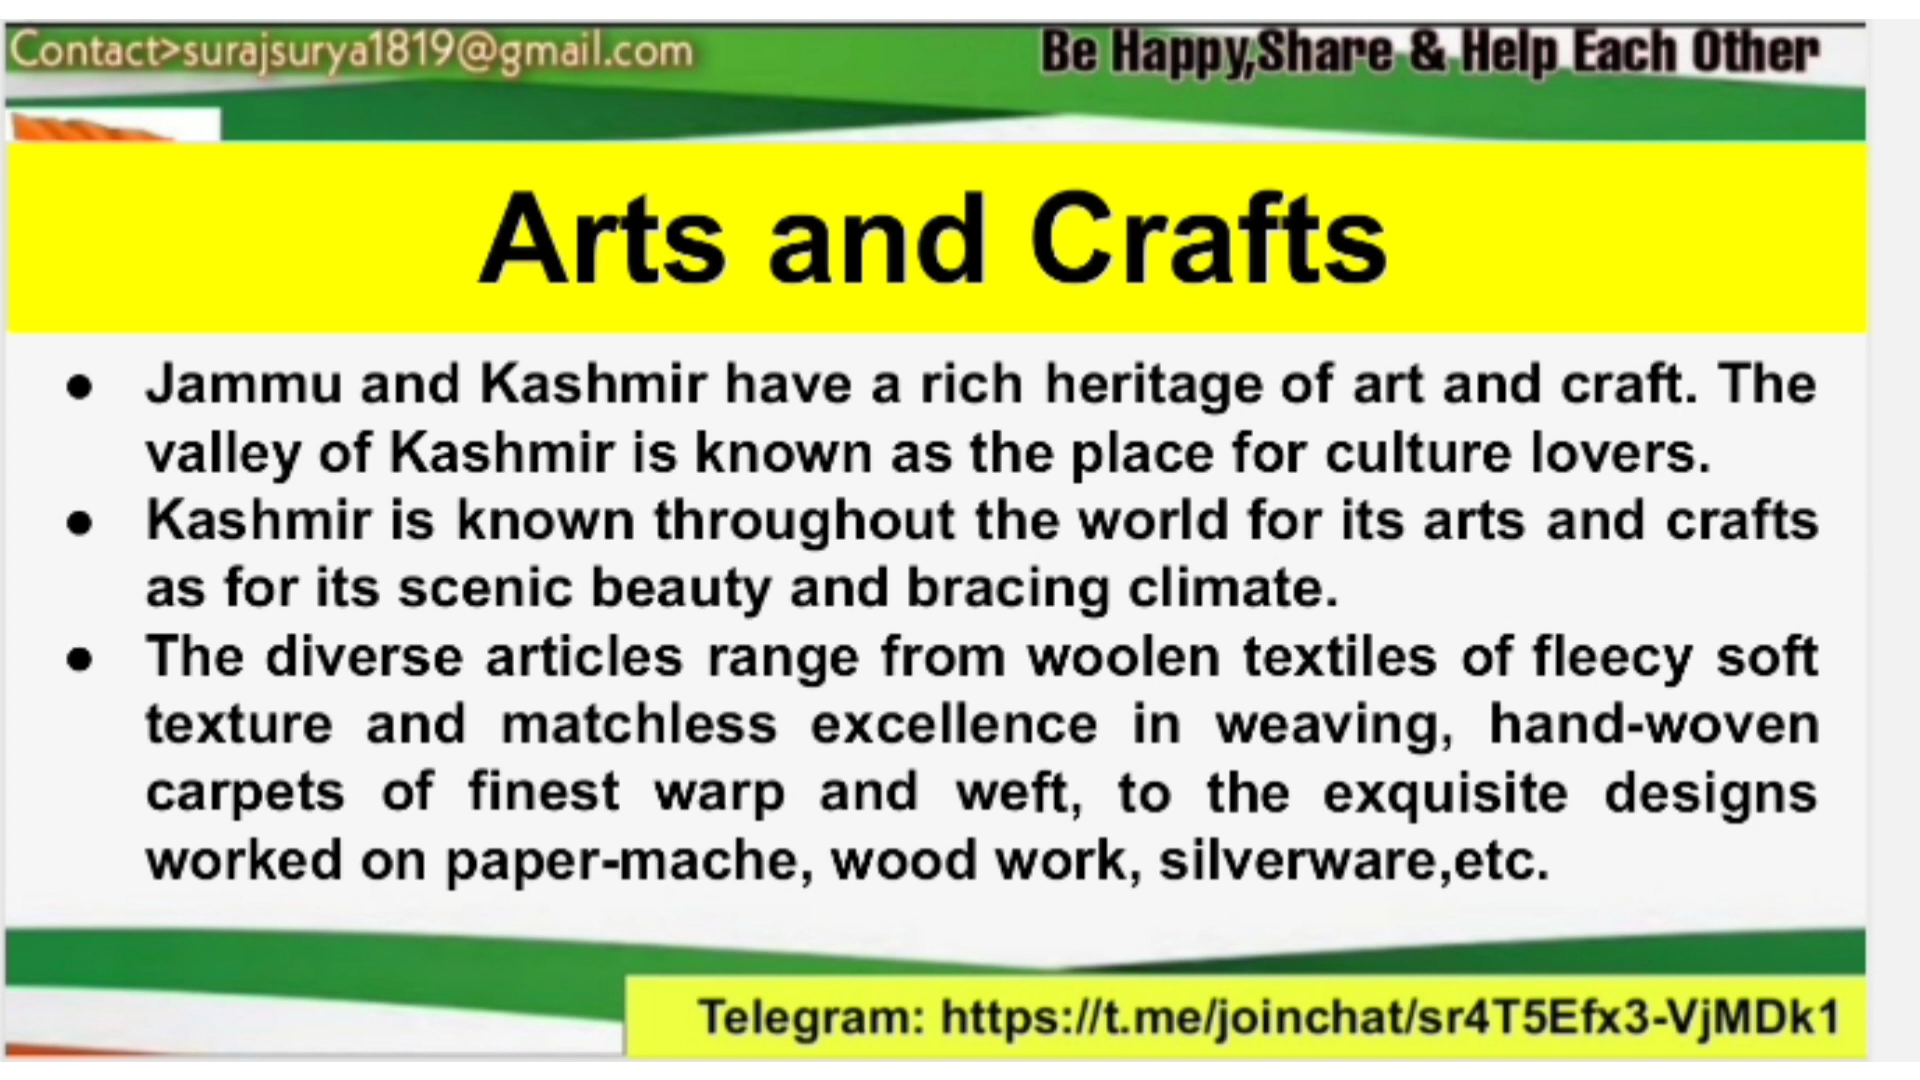 Contact>surajsurya1819@gmail.com
Be Happy,Share & Help Each Other
Arts and Crafts
● Jammu and Kashmir have a rich heritage of art and craft. The
valley of Kashmir is known as the place for culture lovers.
● Kashmir is known throughout the world for its arts and crafts
as for its scenic beauty and bracing climate.
● The diverse articles range from woolen textiles of fleecy soft
texture and matchless excellence in weaving, hand-woven
carpets of finest warp and weft, to the exquisite designs
worked on paper-mache, wood work, silverware,etc.
Telegram: https://t.me/joinchat/sr4T5Efx3-VjMDk1